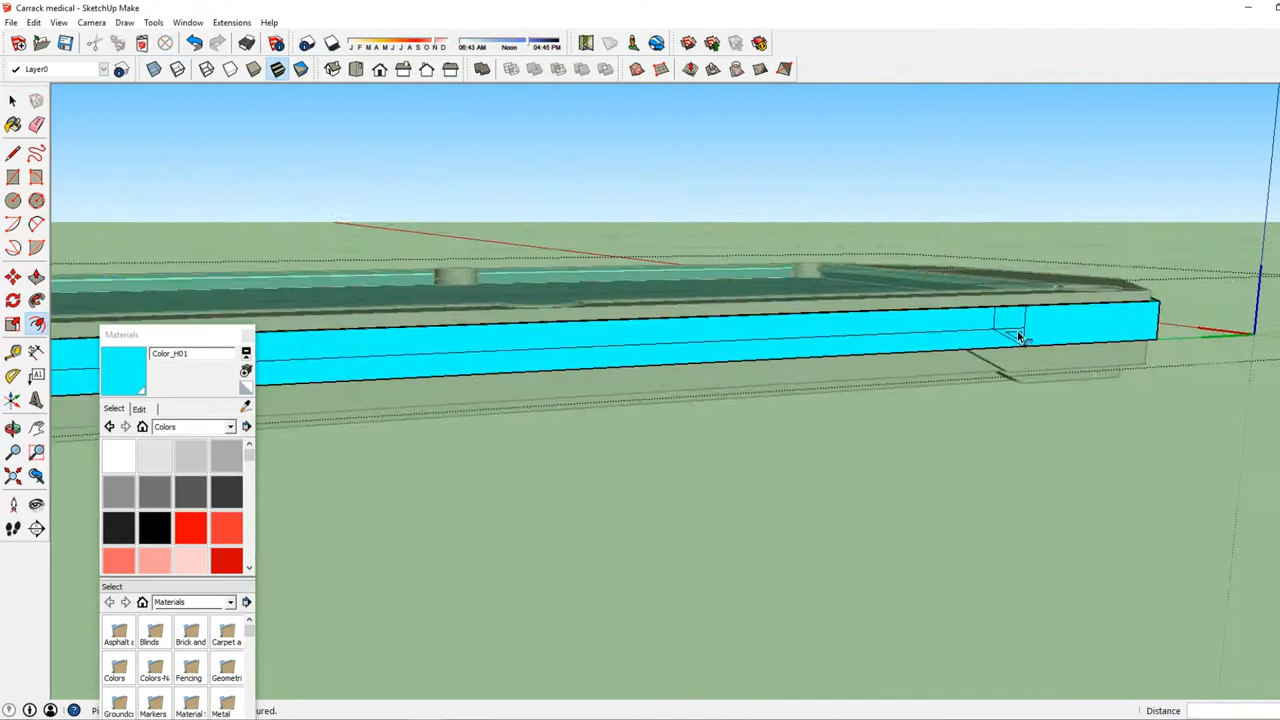 Carrack medical - SketchUp Make
File Edit View Camera Draw Tools Window Extensions Help
J F M A M J J A S O N D 06:43 AM Noon 04:45 PM
Layer0
Materials
Color_H01
Select Edit
Colors
Select
Materials
Asphalt a Blinds Brick and Carpet a
Colors Colors-N Fencing Geometri
Groundc Markers Material Metal
Pi ured. Distance